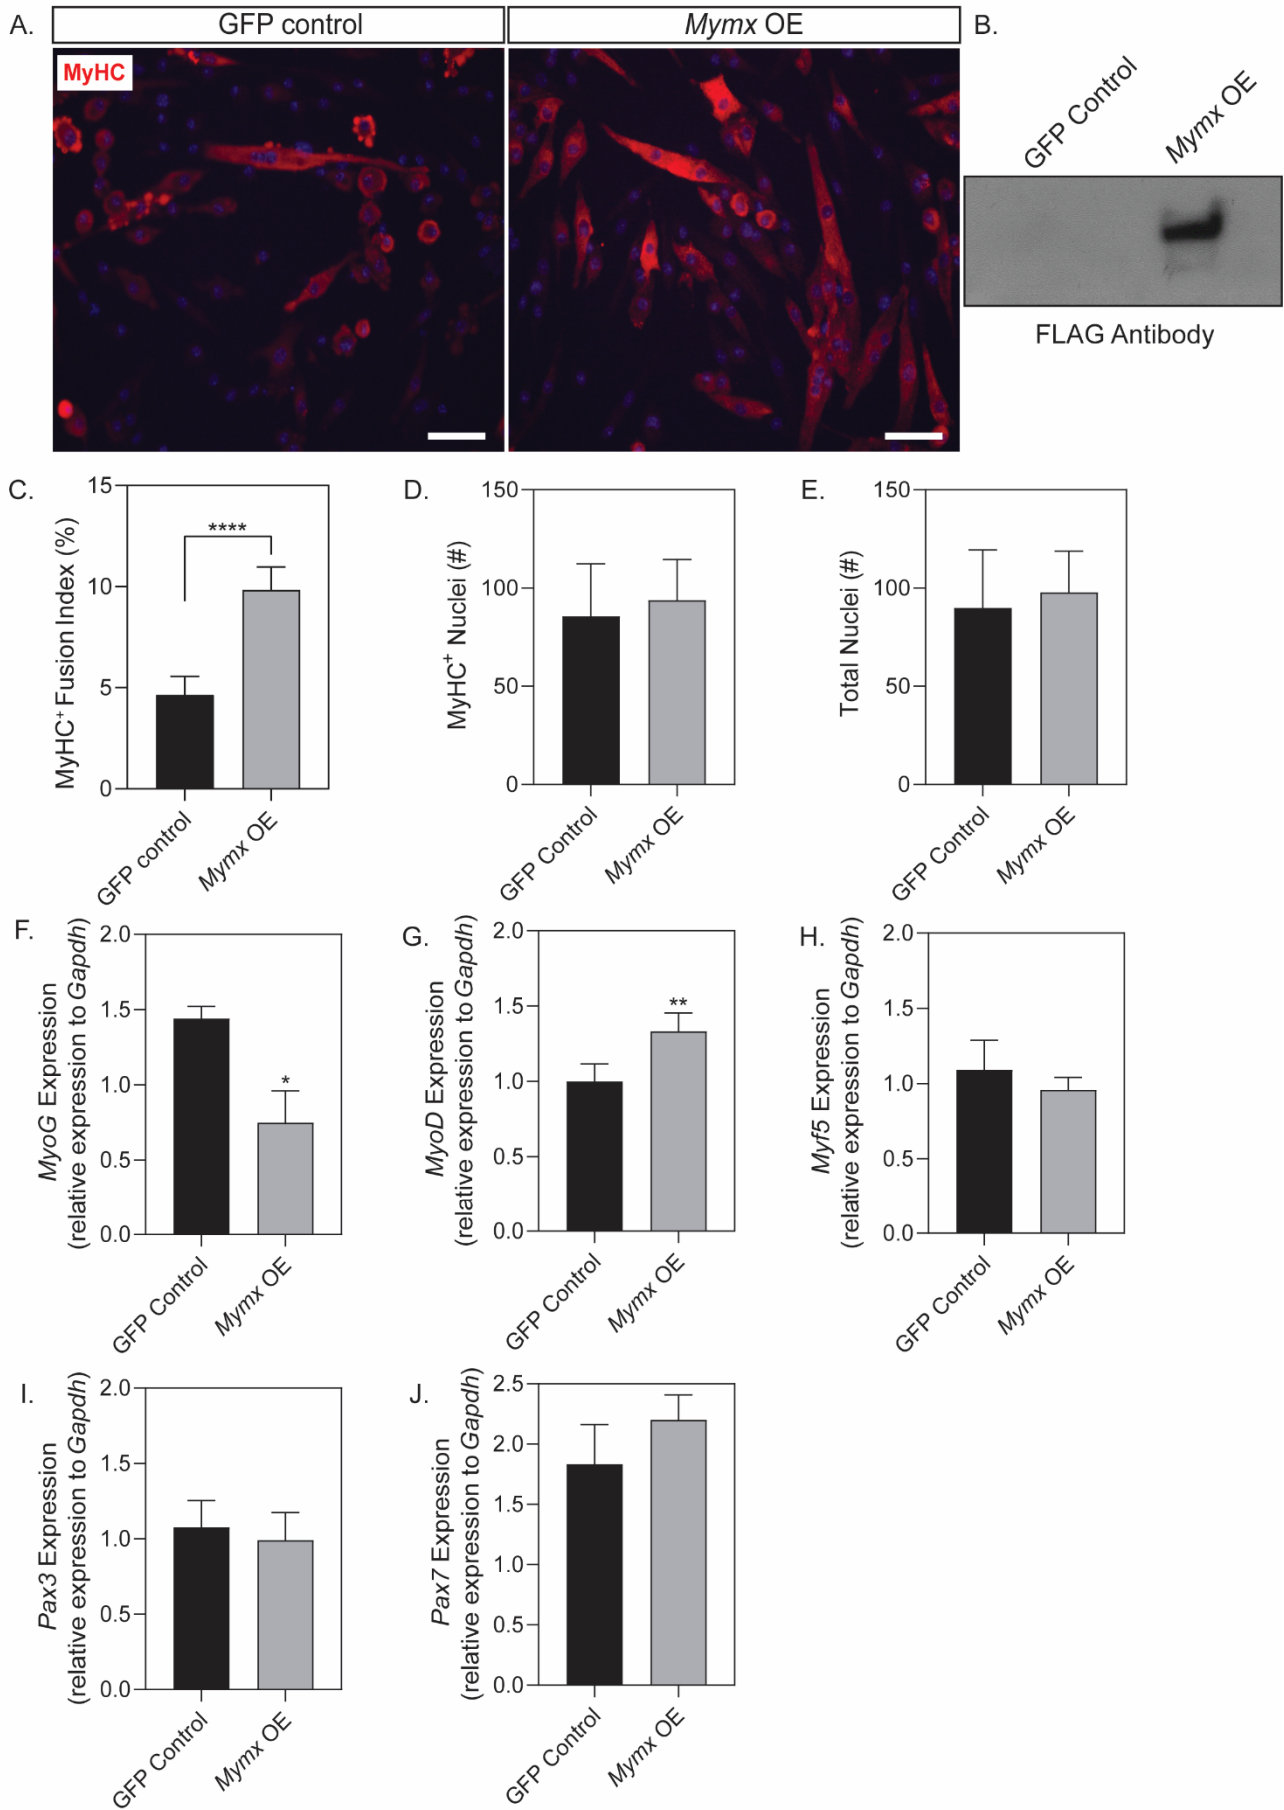 A.
GFP control
Mymx OE
B.
MyHC
GFP Control
Mymx OE
FLAG Antibody
C.
MyHC⁺ Fusion Index (%)
15
10
5
0
****
GFP control
Mymx OE
D.
MyHC⁺ Nuclei (#)
150
100
50
0
GFP Control
Mymx OE
E.
Total Nuclei (#)
150
100
50
0
GFP Control
Mymx OE
F.
MyoG Expression
(relative expression to Gapdh)
2.0
1.5
1.0
0.5
0.0
*
GFP Control
Mymx OE
G.
MyoD Expression
(relative expression to Gapdh)
2.0
1.5
1.0
0.5
0.0
**
GFP Control
Mymx OE
H.
Myf5 Expression
(relative expression to Gapdh)
2.0
1.5
1.0
0.5
0.0
GFP Control
Mymx OE
I.
Pax3 Expression
(relative expression to Gapdh)
2.0
1.5
1.0
0.5
0.0
GFP Control
Mymx OE
J.
Pax7 Expression
(relative expression to Gapdh)
2.5
2.0
1.5
1.0
0.5
0.0
GFP Control
Mymx OE